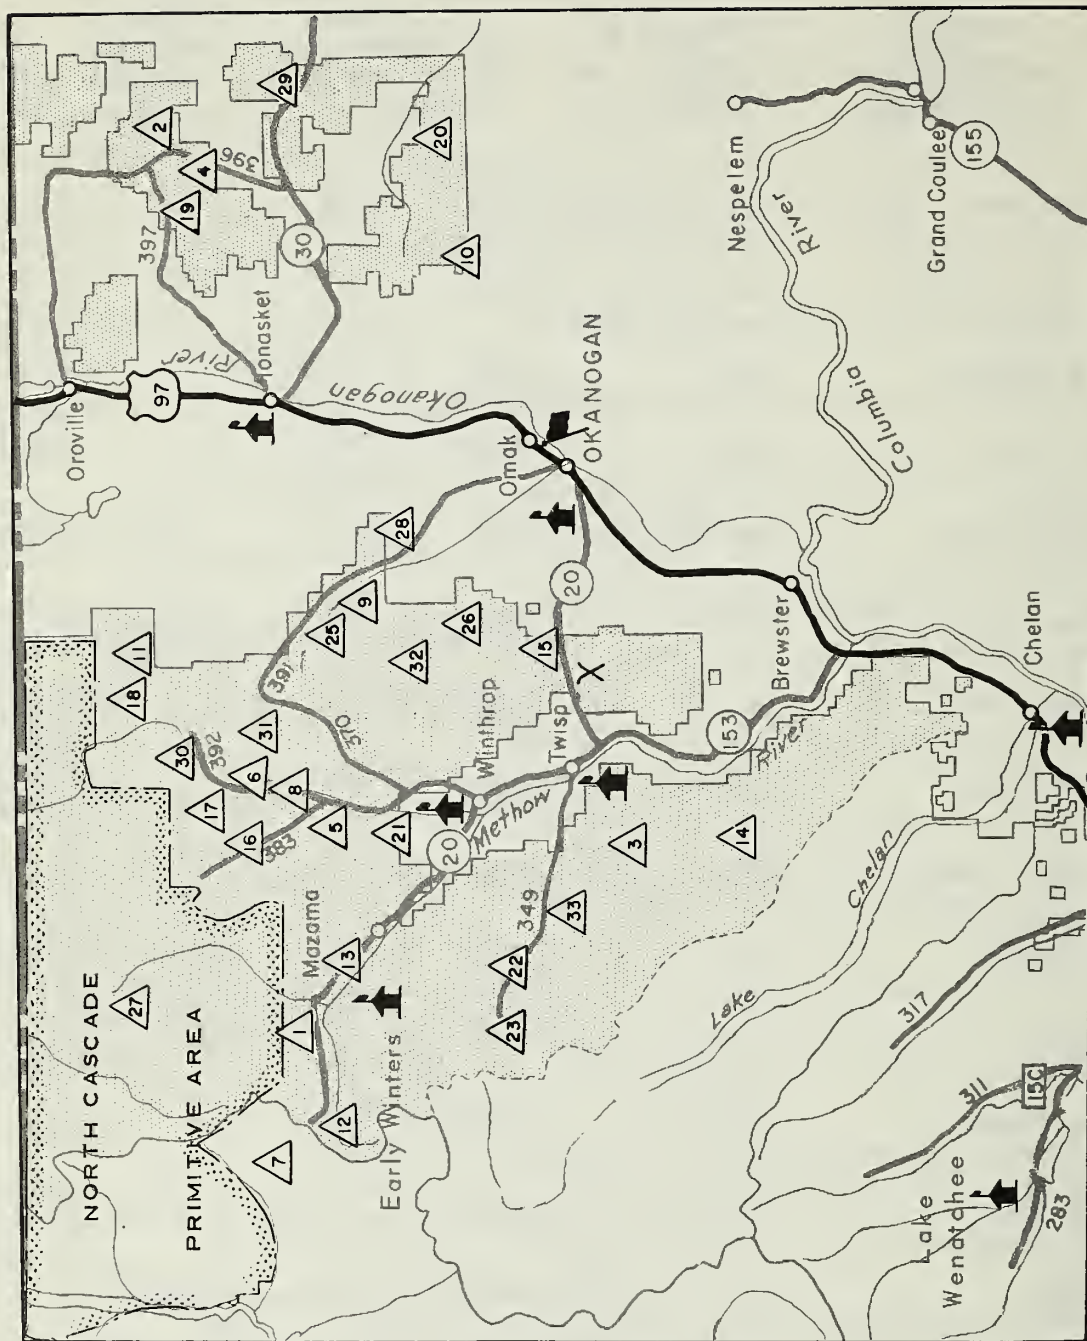 NORTH CASCADE
PRIMITIVE AREA
27
7
1
12
13
Mazama
Early Winters
30
392
17
6
31
8
16
383
5
21
18
11
20
Methow
Winthrop
370
391
25
9
28
32
26
15
20
Twisp
X
349
33
22
23
3
14
153
River
Oroville
97
River
Tonasket
Okanogan
Omak
OKANOGAN
2
4
19
397
396
29
30
20
10
Nespelem
River
Columbia
Grand Coulee
155
Brewster
Chelan
Lake
Chelan
317
311
15C
Lake
Wenatchee
283